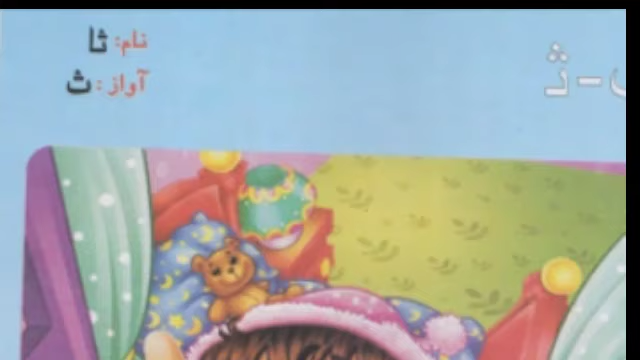 نام: ثا
آواز: ث
ث - ثـ